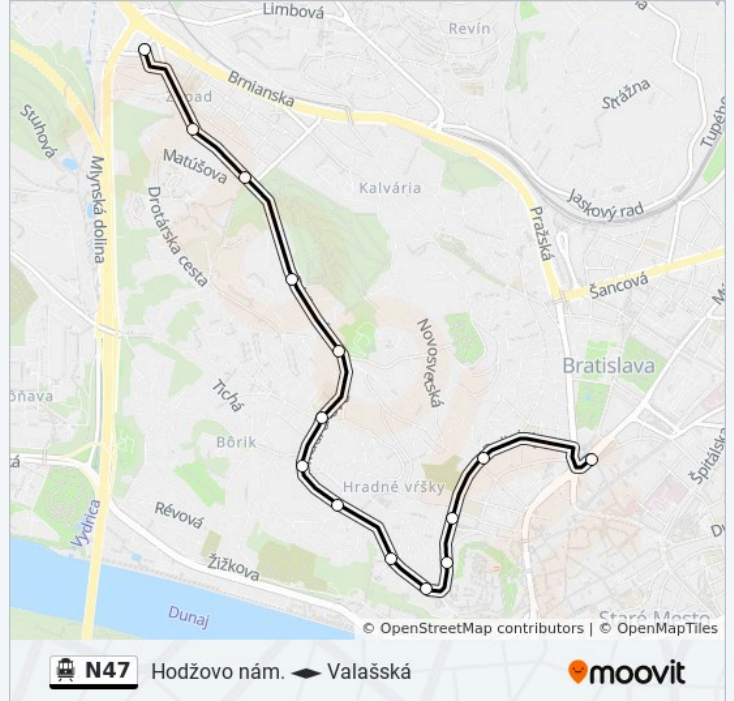 Limbová
Revín
Brnianska
Strážna
Stuhová
Matúšova
Tupého
Mlynská dolina
Kalvária
Jaskový rad
Drotárska cesta
Pražská
Šancová
Novosvetská
Bratislava
Tichá
Bôrik
Špitálska
Hradné vŕšky
Révová
Vydrica
Žižkova
Dunaj
Staré Mesto
© OpenStreetMap contributors | © OpenMapTiles
N47 Hodžovo nám. Valašská
moovit